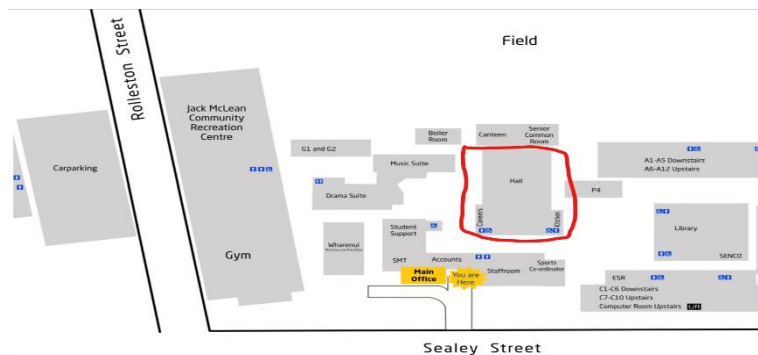 Field
Rolleston Street
Jack McLean
Community
Recreation
Centre
Gym
Carparking
G1 and G2
Boiler
Room
Canteen
Senior
Common
Room
Music Suite
Drama Suite
Hall
Careers
Kitchen
P4
A1-A5 Downstairs
A6-A12 Upstairs
Library
SENCO
Wharenui
Student
Support
SMT
Accounts
Staffroom
Sports
Co-ordinator
Main
Office
You are
Here
ESR
C1-C6 Downstairs
C7-C10 Upstairs
Computer Room Upstairs Lift
Sealey Street